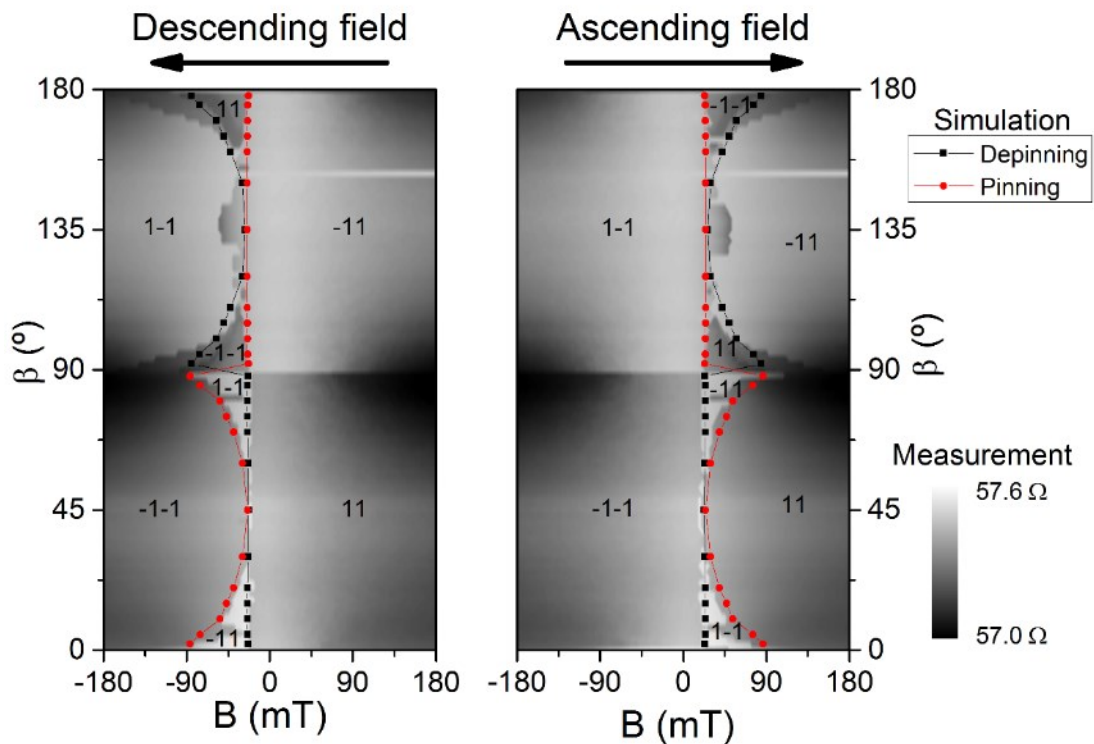 Descending field
Ascending field
180
135
90
45
0
β (º)
-180 -90 0 90 180
B (mT)
11
1-1
-11
-1-1
1-1
-1-1
11
-11
180
135
90
45
0
β (º)
-180 -90 0 90 180
B (mT)
-1-1
1-1
-11
11
-11
-1-1
11
1-1
Simulation
Depinning
Pinning
Measurement
57.6 Ω
57.0 Ω